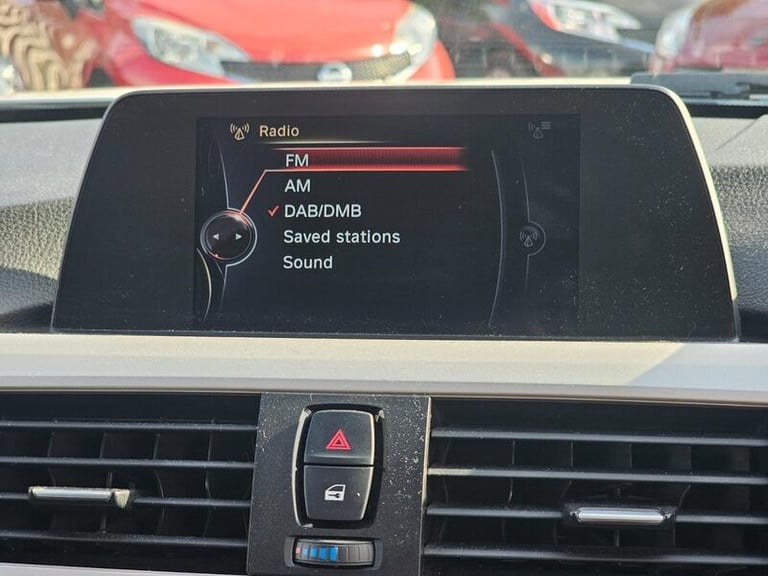 Radio
FM
AM
DAB/DMB
Saved stations
Sound